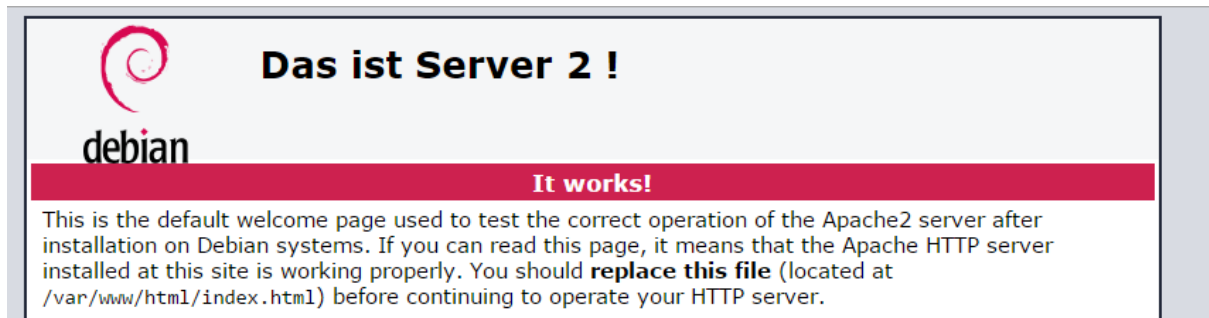 debian
Das ist Server 2 !
It works!
This is the default welcome page used to test the correct operation of the Apache2 server after
installation on Debian systems. If you can read this page, it means that the Apache HTTP server
installed at this site is working properly. You should replace this file (located at
/var/www/html/index.html) before continuing to operate your HTTP server.